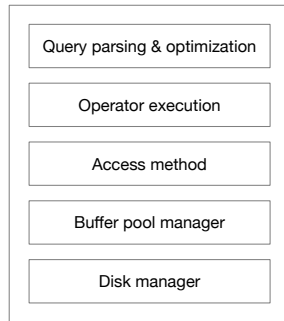 Query parsing & optimization
Operator execution
Access method
Buffer pool manager
Disk manager